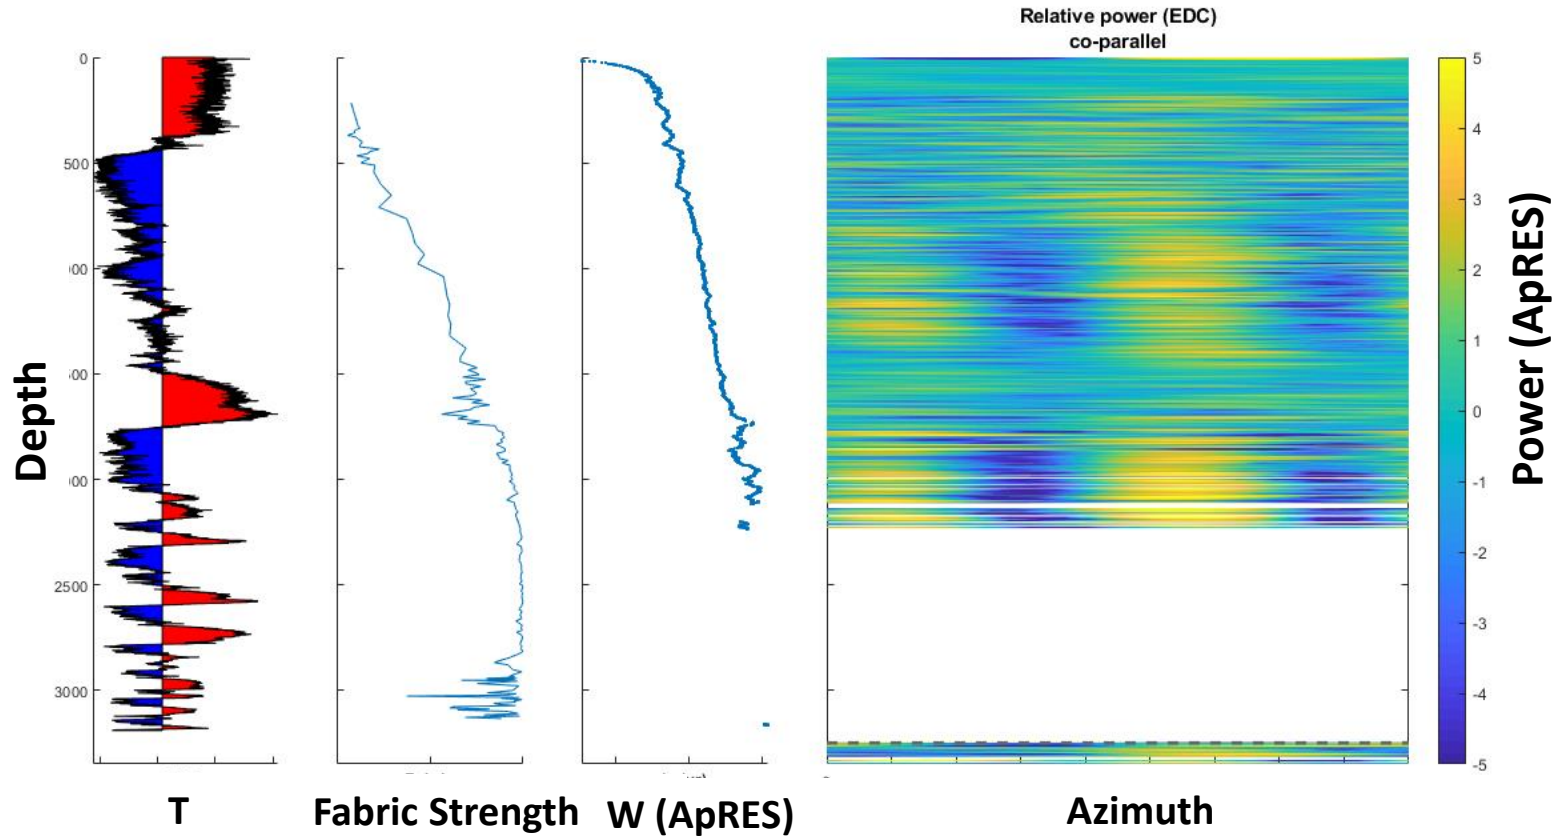 Relative power (EDC)
co-parallel
0
500
2500
3000
Depth
T
Fabric Strength
W (ApRES)
Azimuth
5
4
3
2
1
0
-1
-2
-3
-4
-5
Power (ApRES)